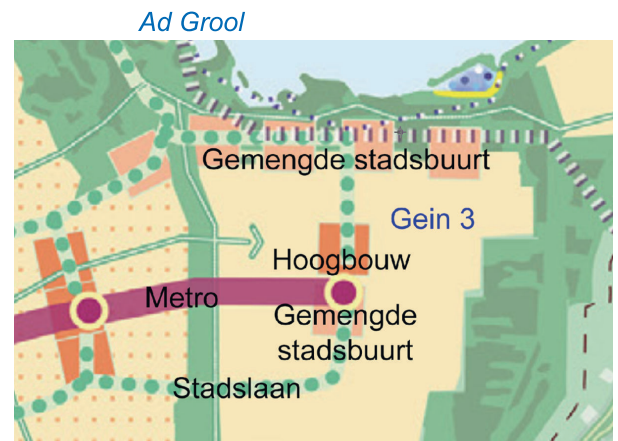 Ad Grool
Gemengde stadsbuurt
Gein 3
Hoogbouw
Metro
Gemengde
stadsbuurt
Stadslaan